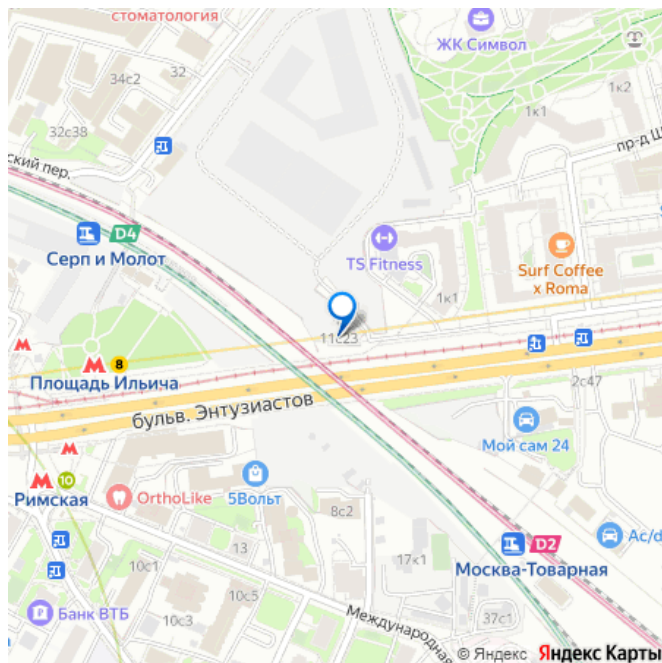 стоматология
ЖК Символ
34с2
32
1к2
1к1
32с38
пр-д Ш
ский пер.
D4
Серп и Молот
TS Fitness
Surf Coffee
x Roma
1к1
11с23
8
Площадь Ильича
бульв. Энтузиастов
2с47
Мой сам 24
10
Римская
OrthoLike
5Вольт
8с2
13
D2
Ac/d
17к1
Москва-Товарная
10с1
10с5
10с3
Банк ВТБ
Международная
37с1
© Яндекс Яндекс Карты